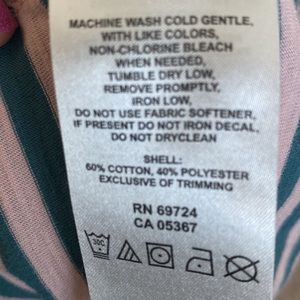 MACHINE WASH COLD GENTLE,
WITH LIKE COLORS,
NON-CHLORINE BLEACH
WHEN NEEDED,
TUMBLE DRY LOW,
REMOVE PROMPTLY,
IRON LOW,
DO NOT USE FABRIC SOFTENER,
IF PRESENT DO NOT IRON DECAL,
DO NOT DRYCLEAN
SHELL:
60% COTTON, 40% POLYESTER
EXCLUSIVE OF TRIMMING
RN 69724
CA 05367
30C